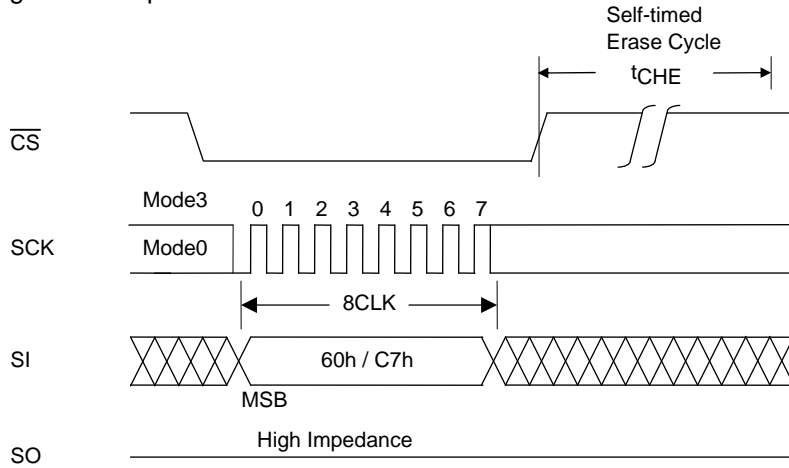 Self-timed
Erase Cycle
tCHE
CS
Mode3
0 1 2 3 4 5 6 7
SCK
Mode0
8CLK
SI
60h / C7h
MSB
High Impedance
SO